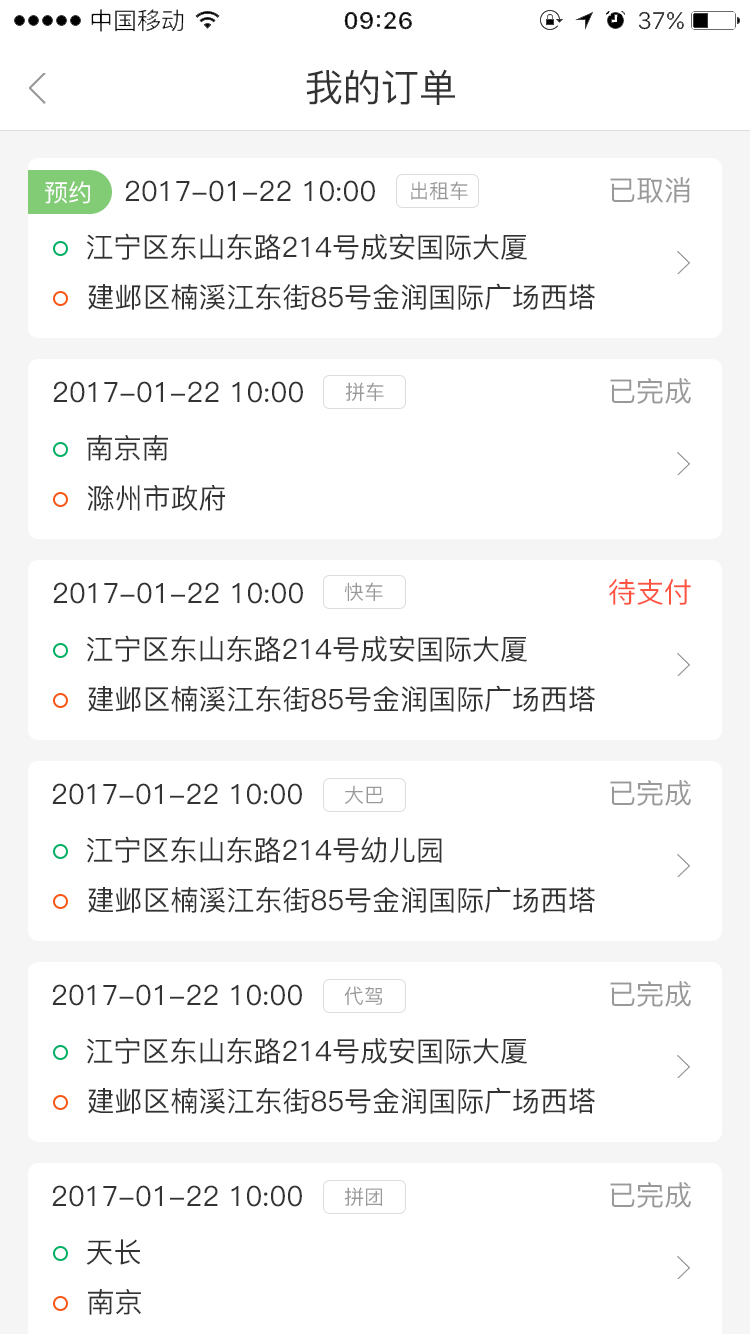 中国移动 09:26 37%
我的订单
预约 2017-01-22 10:00 出租车 已取消
江宁区东山东路214号成安国际大厦
建邺区楠溪江东街85号金润国际广场西塔
2017-01-22 10:00 拼车 已完成
南京南
滁州市政府
2017-01-22 10:00 快车 待支付
江宁区东山东路214号成安国际大厦
建邺区楠溪江东街85号金润国际广场西塔
2017-01-22 10:00 大巴 已完成
江宁区东山东路214号幼儿园
建邺区楠溪江东街85号金润国际广场西塔
2017-01-22 10:00 代驾 已完成
江宁区东山东路214号成安国际大厦
建邺区楠溪江东街85号金润国际广场西塔
2017-01-22 10:00 拼团 已完成
天长
南京